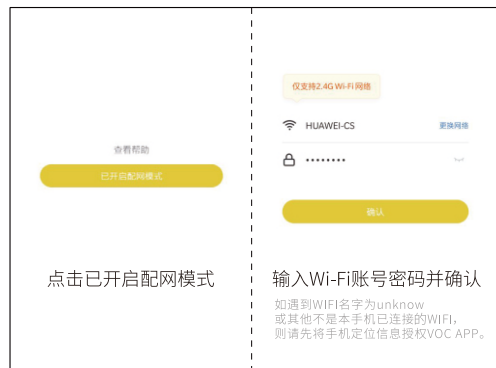 查看帮助
已开启配网模式
点击已开启配网模式
仅支持2.4G Wi-Fi 网络
HUAWEI-CS
更换网络
••••••••
确认
输入Wi-Fi账号密码并确认
如遇到WIFI名字为unknow
或其他不是本手机已连接的WIFI，
则请先将手机定位信息授权VOC APP。